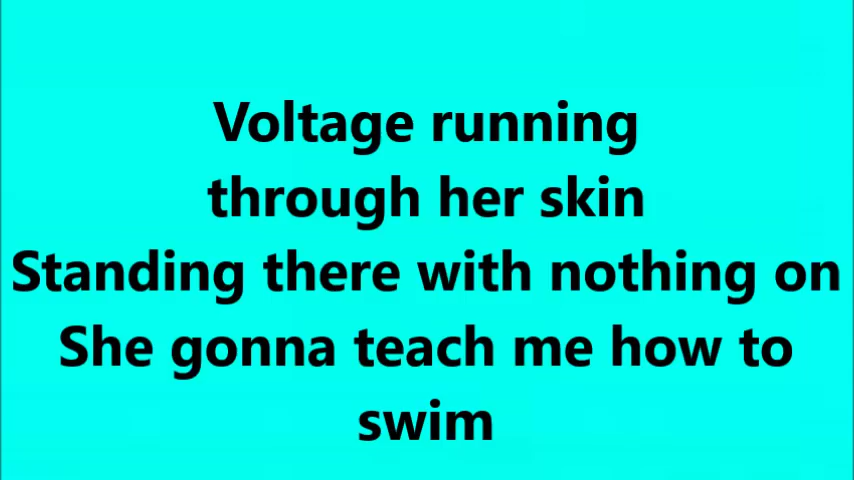 Voltage running
through her skin
Standing there with nothing on
She gonna teach me how to
swim